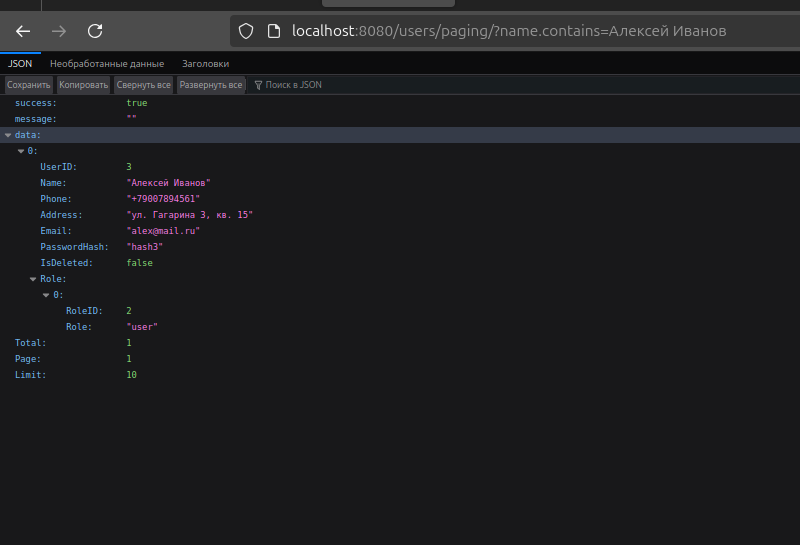 localhost:8080/users/paging/?name.contains=Алексей Иванов
JSON Необработанные данные Заголовки
Сохранить Копировать Свернуть все Развернуть все Поиск в JSON
success: true
message: ""
data:
0:
UserID: 3
Name: "Алексей Иванов"
Phone: "+79007894561"
Address: "ул. Гагарина 3, кв. 15"
Email: "alex@mail.ru"
PasswordHash: "hash3"
IsDeleted: false
Role:
0:
RoleID: 2
Role: "user"
Total: 1
Page: 1
Limit: 10